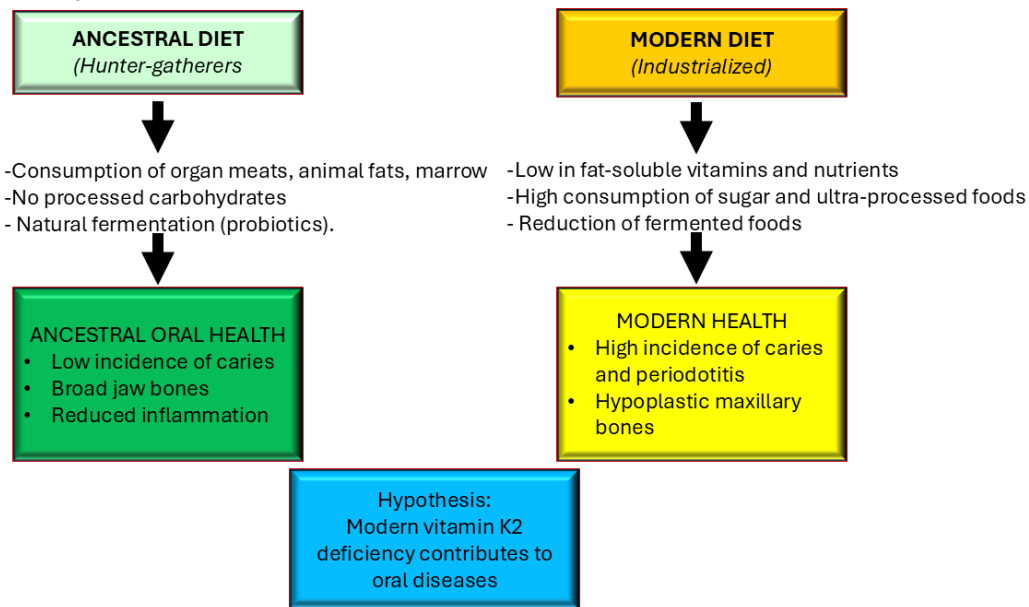 ANCESTRAL DIET
(Hunter-gatherers
-Consumption of organ meats, animal fats, marrow
-No processed carbohydrates
- Natural fermentation (probiotics).
ANCESTRAL ORAL HEALTH
• Low incidence of caries
• Broad jaw bones
• Reduced inflammation
MODERN DIET
(Industrialized)
-Low in fat-soluble vitamins and nutrients
-High consumption of sugar and ultra-processed foods
- Reduction of fermented foods
MODERN HEALTH
• High incidence of caries
and periodotitis
• Hypoplastic maxillary
bones
Hypothesis:
Modern vitamin K2
deficiency contributes to
oral diseases